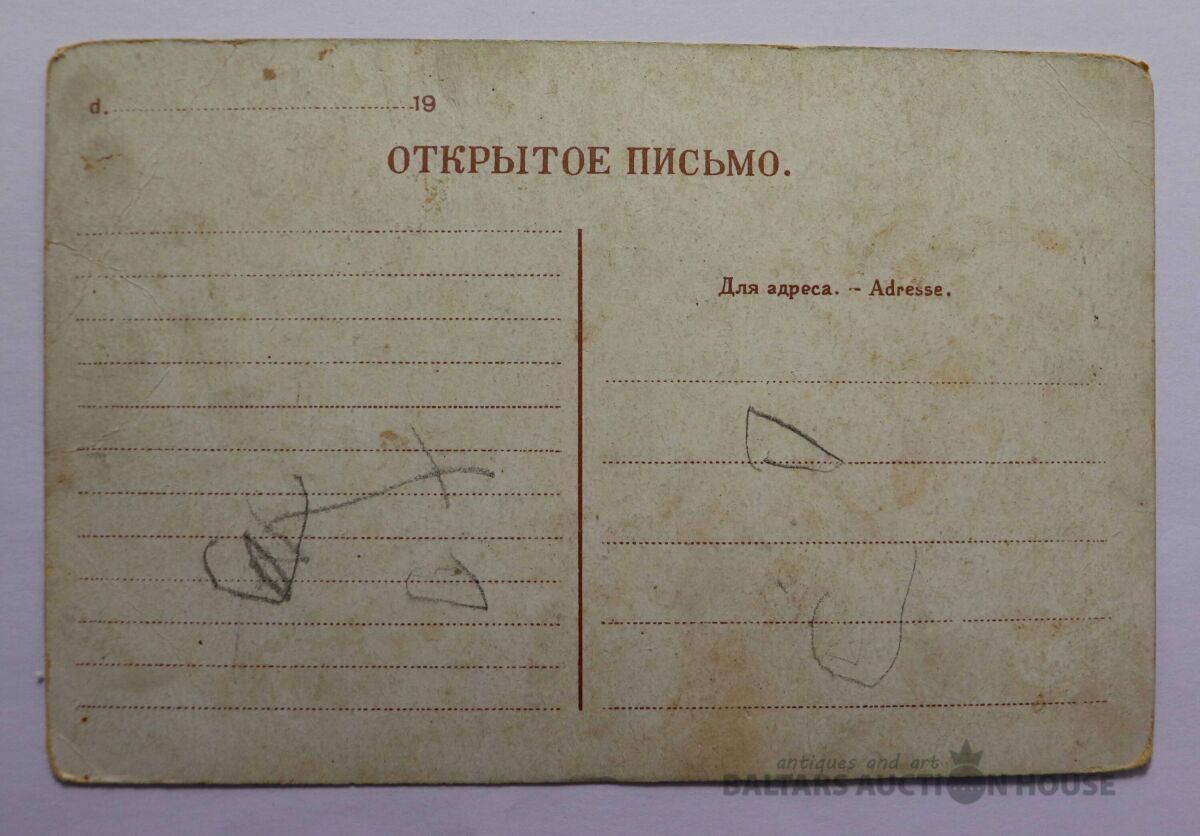 d. 19
ОТКРЫТОЕ ПИСЬМО.
Для адреса. – Adresse.
antiques and art
BALTARS AUCTION HOUSE